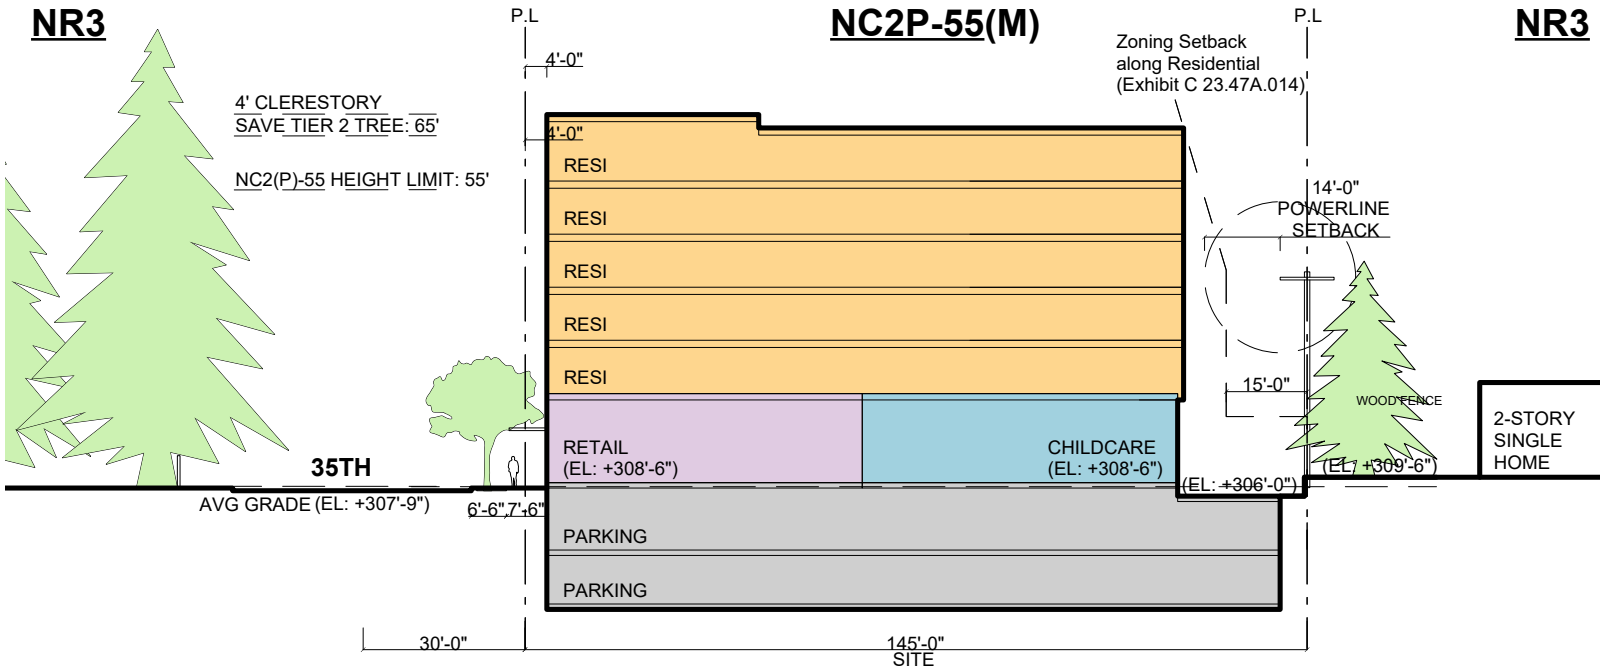 NR3
P.L
NC2P-55(M)
P.L
NR3
Zoning Setback
along Residential
(Exhibit C 23.47A.014)
4'-0"
4' CLERESTORY
SAVE TIER 2 TREE: 65'
4'-0"
NC2(P)-55 HEIGHT LIMIT: 55'
RESI
RESI
RESI
RESI
RESI
14'-0"
POWERLINE
SETBACK
15'-0"
WOOD FENCE
2-STORY
SINGLE
HOME
RETAIL
(EL: +308'-6")
CHILDCARE
(EL: +308'-6")
(EL: +306'-0")
(EL: +309'-6")
35TH
AVG GRADE (EL: +307'-9")
6'-6"
7'-6"
PARKING
PARKING
30'-0"
145'-0"
SITE